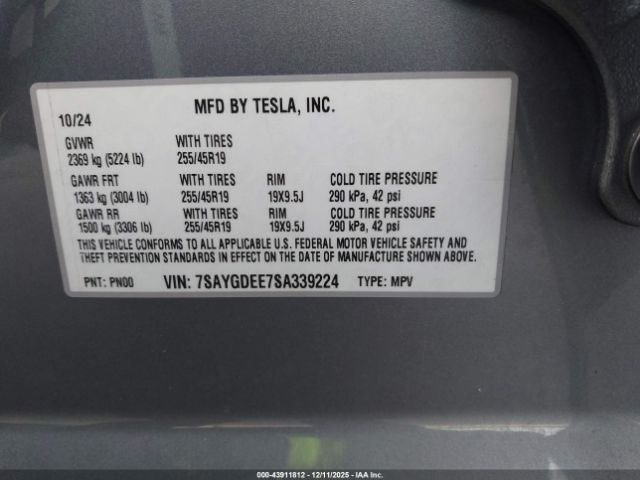 MFD BY TESLA, INC.
10/24
GVWR WITH TIRES
2369 kg (5224 lb) 255/45R19
GAWR FRT WITH TIRES RIM COLD TIRE PRESSURE
1363 kg (3004 lb) 255/45R19 19X9.5J 290 kPa, 42 psi
GAWR RR WITH TIRES RIM COLD TIRE PRESSURE
1500 kg (3306 lb) 255/45R19 19X9.5J 290 kPa, 42 psi
THIS VEHICLE CONFORMS TO ALL APPLICABLE U.S. FEDERAL MOTOR VEHICLE SAFETY AND
THEFT PREVENTION STANDARDS IN EFFECT ON THE DATE OF MANUFACTURE SHOWN ABOVE.
PNT: PN00 VIN: 7SAYGDEE7SA339224 TYPE: MPV
000-43911812 - 12/11/2025 - IAA Inc.